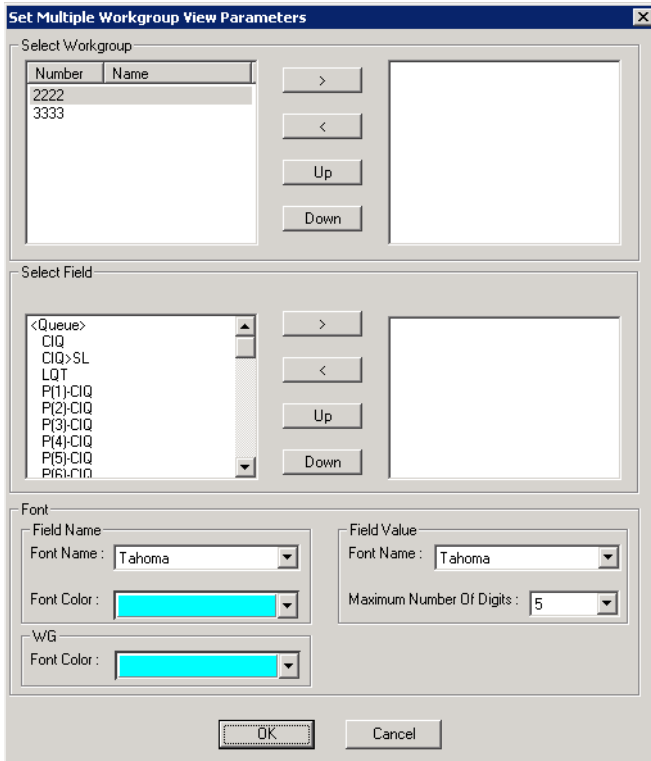 Set Multiple Workgroup View Parameters
Select Workgroup
Number Name
2222
3333
>
<
Up
Down
Select Field
<Queue>
CIQ
CIQ>SL
LQT
P(1)-CIQ
P(2)-CIQ
P(3)-CIQ
P(4)-CIQ
P(5)-CIQ
P(6)-CIQ
>
<
Up
Down
Font
Field Name
Font Name : Tahoma
Font Color :
WG
Font Color :
Field Value
Font Name : Tahoma
Maximum Number Of Digits : 5
OK Cancel